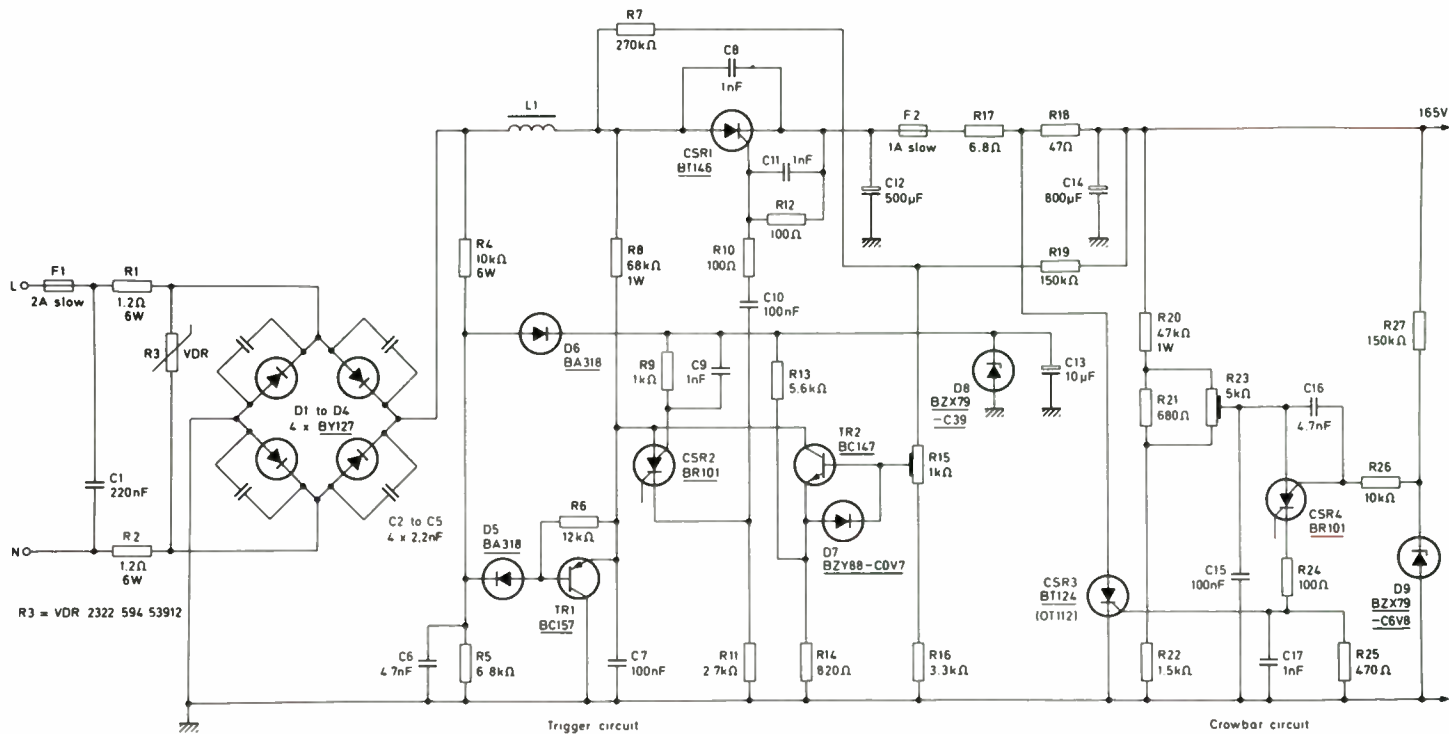 R7
270kΩ
C8
1nF
L1
CSR1
BT146
C11
1nF
R12
100Ω
R10
100Ω
C10
100nF
F2
1A slow
R17
6.8Ω
R18
47Ω
165V
C12
500µF
C14
800µF
R19
150kΩ
F1
2A slow
L
R1
1.2Ω
6W
R3
VDR
D1 to D4
4 x BY127
C1
220nF
C2 to C5
4 x 2,2nF
N
R2
1.2Ω
6W
R3 = VDR 2322 594 53912
R4
10kΩ
6W
R8
68kΩ
1W
D6
BA318
R9
1kΩ
C9
1nF
R13
5.6kΩ
D8
BZX79
-C39
C13
10µF
CSR2
BR101
TR2
BC147
R15
1kΩ
D5
BA318
R6
12kΩ
TR1
BC157
D7
BZY88-C0V7
C6
4.7nF
R5
6.8kΩ
C7
100nF
R11
2.7kΩ
R14
820Ω
R16
3.3kΩ
R20
47kΩ
1W
R21
680Ω
R23
5kΩ
C16
4.7nF
R27
150kΩ
R26
10kΩ
CSR4
BR101
CSR3
BT124
(OT112)
C15
100nF
R24
100Ω
D9
BZX79
-C6V8
R22
1.5kΩ
C17
1nF
R25
470Ω
Trigger circuit
Crowbar circuit